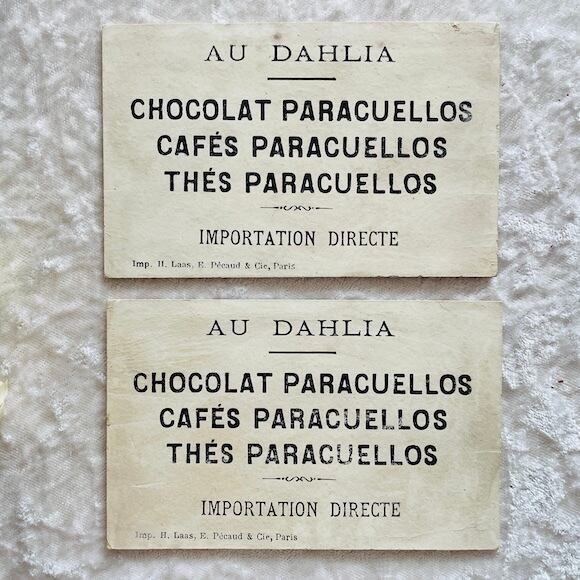 AU DAHLIA
CHOCOLAT PARACUELLOS
CAFÉS PARACUELLOS
THÉS PARACUELLOS
IMPORTATION DIRECTE
Imp. H. Laas, E. Pécaud & Cie, Paris
AU DAHLIA
CHOCOLAT PARACUELLOS
CAFÉS PARACUELLOS
THÉS PARACUELLOS
IMPORTATION DIRECTE
Imp. H. Laas, E. Pécaud & Cie, Paris